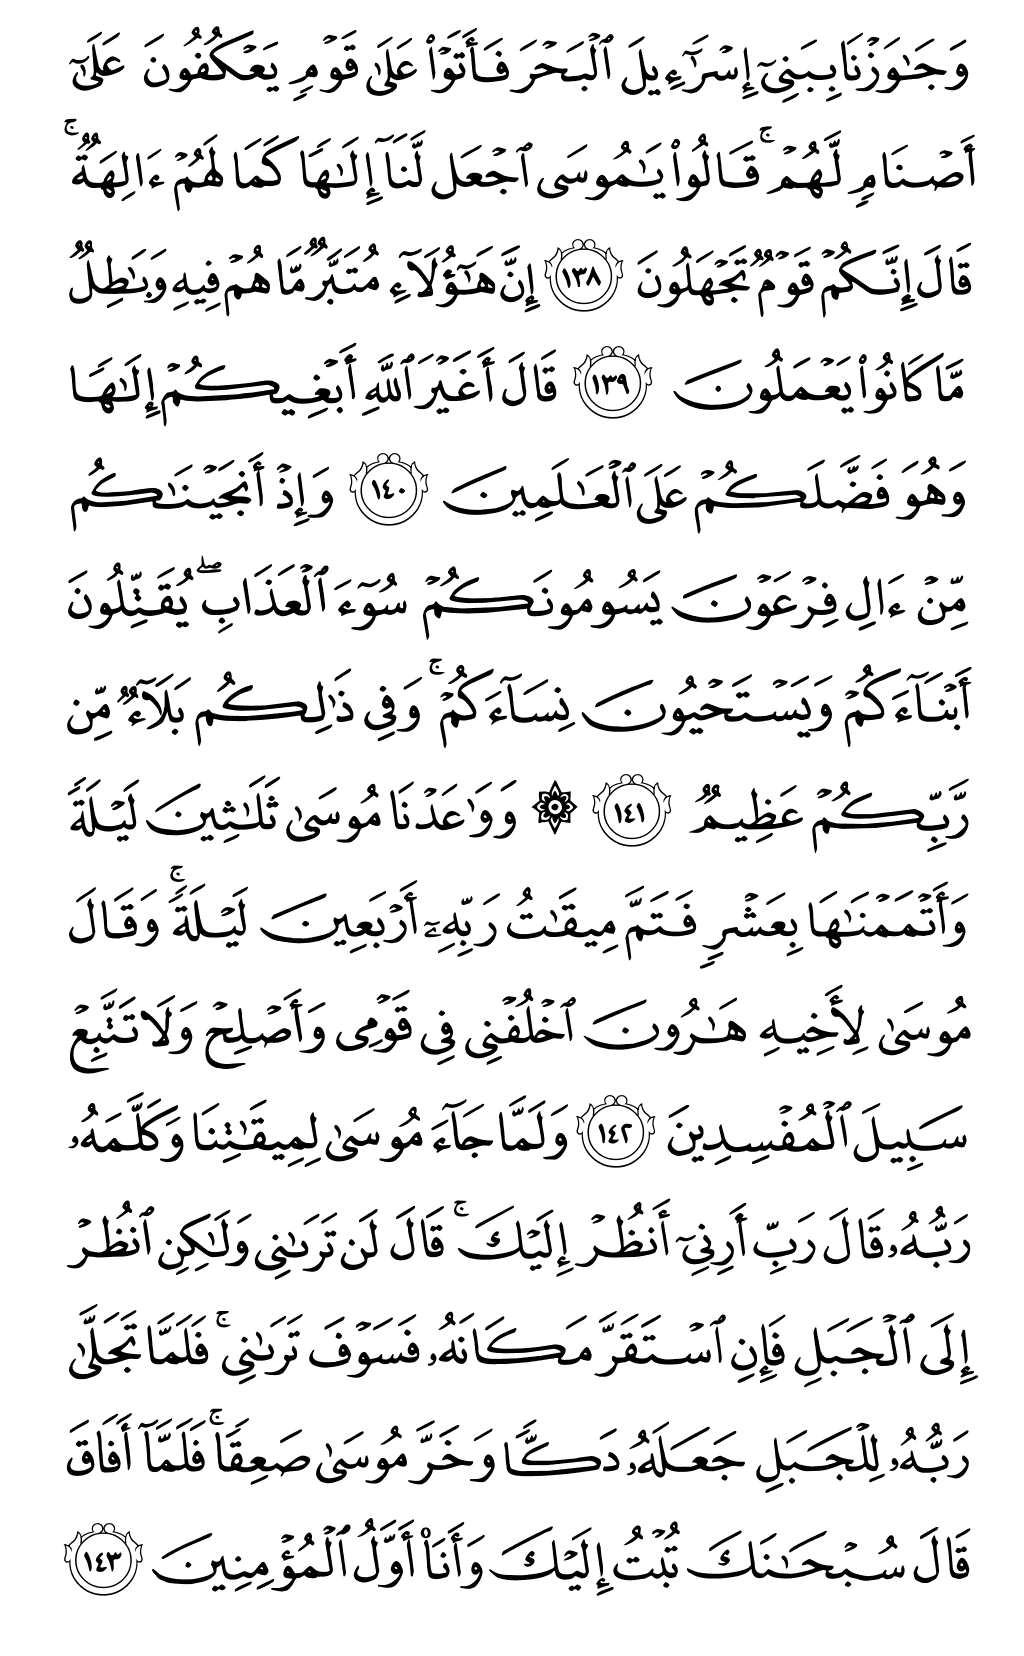 وَجَٰوَزۡنَا بِبَنِيٓ إِسۡرَٰٓءِيلَ ٱلۡبَحۡرَ فَأَتَوۡاْ عَلَىٰ قَوۡمٖ يَعۡكُفُونَ عَلَىٰٓ
أَصۡنَامٖ لَّهُمۡۚ قَالُواْ يَٰمُوسَى ٱجۡعَل لَّنَآ إِلَٰهٗا كَمَا لَهُمۡ ءَالِهَةٞۚ
قَالَ إِنَّكُمۡ قَوۡمٞ تَجۡهَلُونَ ١٣٨ إِنَّ هَٰٓؤُلَآءِ مُتَبَّرٞ مَّا هُمۡ فِيهِ وَبَٰطِلٞ
مَّا كَانُواْ يَعۡمَلُونَ ١٣٩ قَالَ أَغَيۡرَ ٱللَّهِ أَبۡغِيكُمۡ إِلَٰهٗا
وَهُوَ فَضَّلَكُمۡ عَلَى ٱلۡعَٰلَمِينَ ١٤٠ وَإِذۡ أَنجَيۡنَٰكُم
مِّنۡ ءَالِ فِرۡعَوۡنَ يَسُومُونَكُمۡ سُوٓءَ ٱلۡعَذَابِ ۖ يُقَتِّلُونَ
أَبۡنَآءَكُمۡ وَيَسۡتَحۡيُونَ نِسَآءَكُمۡۚ وَفِي ذَٰلِكُم بَلَآءٞ مِّن
رَّبِّكُمۡ عَظِيمٞ ١٤١ ۞ وَوَٰعَدۡنَا مُوسَىٰ ثَلَٰثِينَ لَيۡلَةٗ
وَأَتۡمَمۡنَٰهَا بِعَشۡرٖ فَتَمَّ مِيقَٰتُ رَبِّهِۦٓ أَرۡبَعِينَ لَيۡلَةٗۚ وَقَالَ
مُوسَىٰ لِأَخِيهِ هَٰرُونَ ٱخۡلُفۡنِي فِي قَوۡمِي وَأَصۡلِحۡ وَلَا تَتَّبِعۡ
سَبِيلَ ٱلۡمُفۡسِدِينَ ١٤٢ وَلَمَّا جَآءَ مُوسَىٰ لِمِيقَٰتِنَا وَكَلَّمَهُۥ
رَبُّهُۥ قَالَ رَبِّ أَرِنِيٓ أَنظُرۡ إِلَيۡكَۚ قَالَ لَن تَرَىٰنِي وَلَٰكِنِ ٱنظُرۡ
إِلَى ٱلۡجَبَلِ فَإِنِ ٱسۡتَقَرَّ مَكَانَهُۥ فَسَوۡفَ تَرَىٰنِيۚ فَلَمَّا تَجَلَّىٰ
رَبُّهُۥ لِلۡجَبَلِ جَعَلَهُۥ دَكّٗا وَخَرَّ مُوسَىٰ صَعِقٗاۚ فَلَمَّآ أَفَاقَ
قَالَ سُبۡحَٰنَكَ تُبۡتُ إِلَيۡكَ وَأَنَا۠ أَوَّلُ ٱلۡمُؤۡمِنِينَ ١٤٣